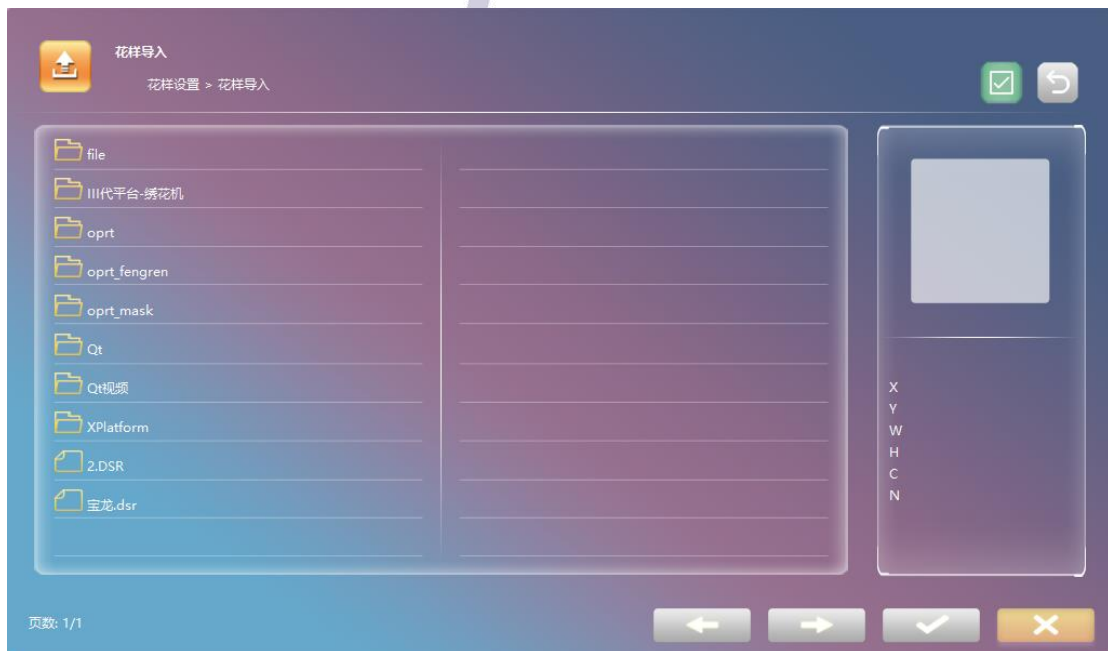 花样导入
花样设置 > 花样导入
file
III代平台-绣花机
oprt
oprt_fengren
oprt_mask
Qt
Qt视频
XPlatform
2.DSR
宝龙.dsr
X
Y
W
H
C
N
页数: 1/1